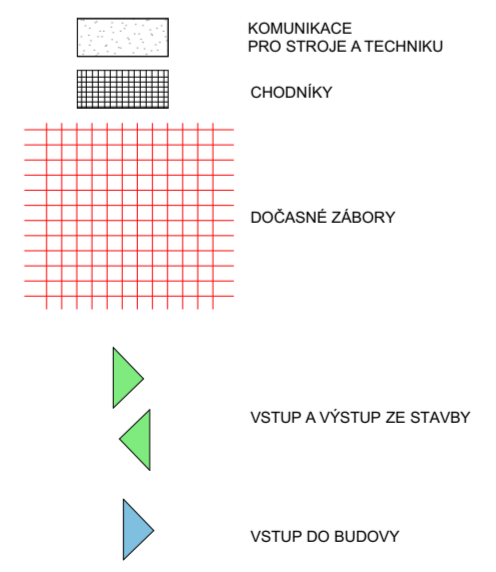 KOMUNIKACE
PRO STROJE A TECHNIKU
CHODNÍKY
DOČASNÉ ZÁBORY
VSTUP A VÝSTUP ZE STAVBY
VSTUP DO BUDOVY